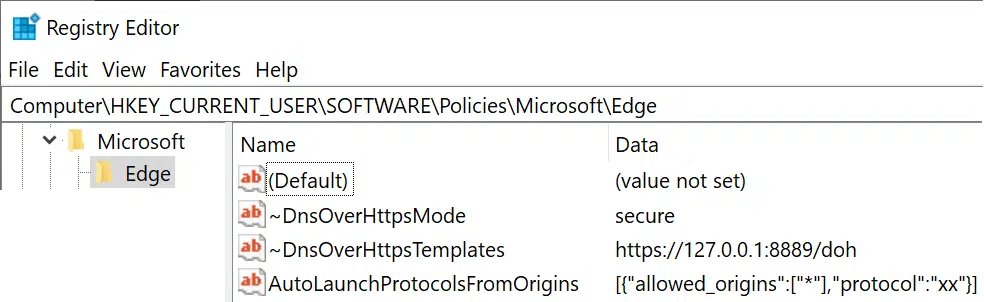 Registry Editor
File Edit View Favorites Help
Computer\HKEY_CURRENT_USER\SOFTWARE\Policies\Microsoft\Edge
Microsoft
Edge
Name Data
ab (Default) (value not set)
ab ~DnsOverHttpsMode secure
ab ~DnsOverHttpsTemplates https://127.0.0.1:8889/doh
ab AutoLaunchProtocolsFromOrigins [{"allowed_origins":["*"],"protocol":"xx"}]